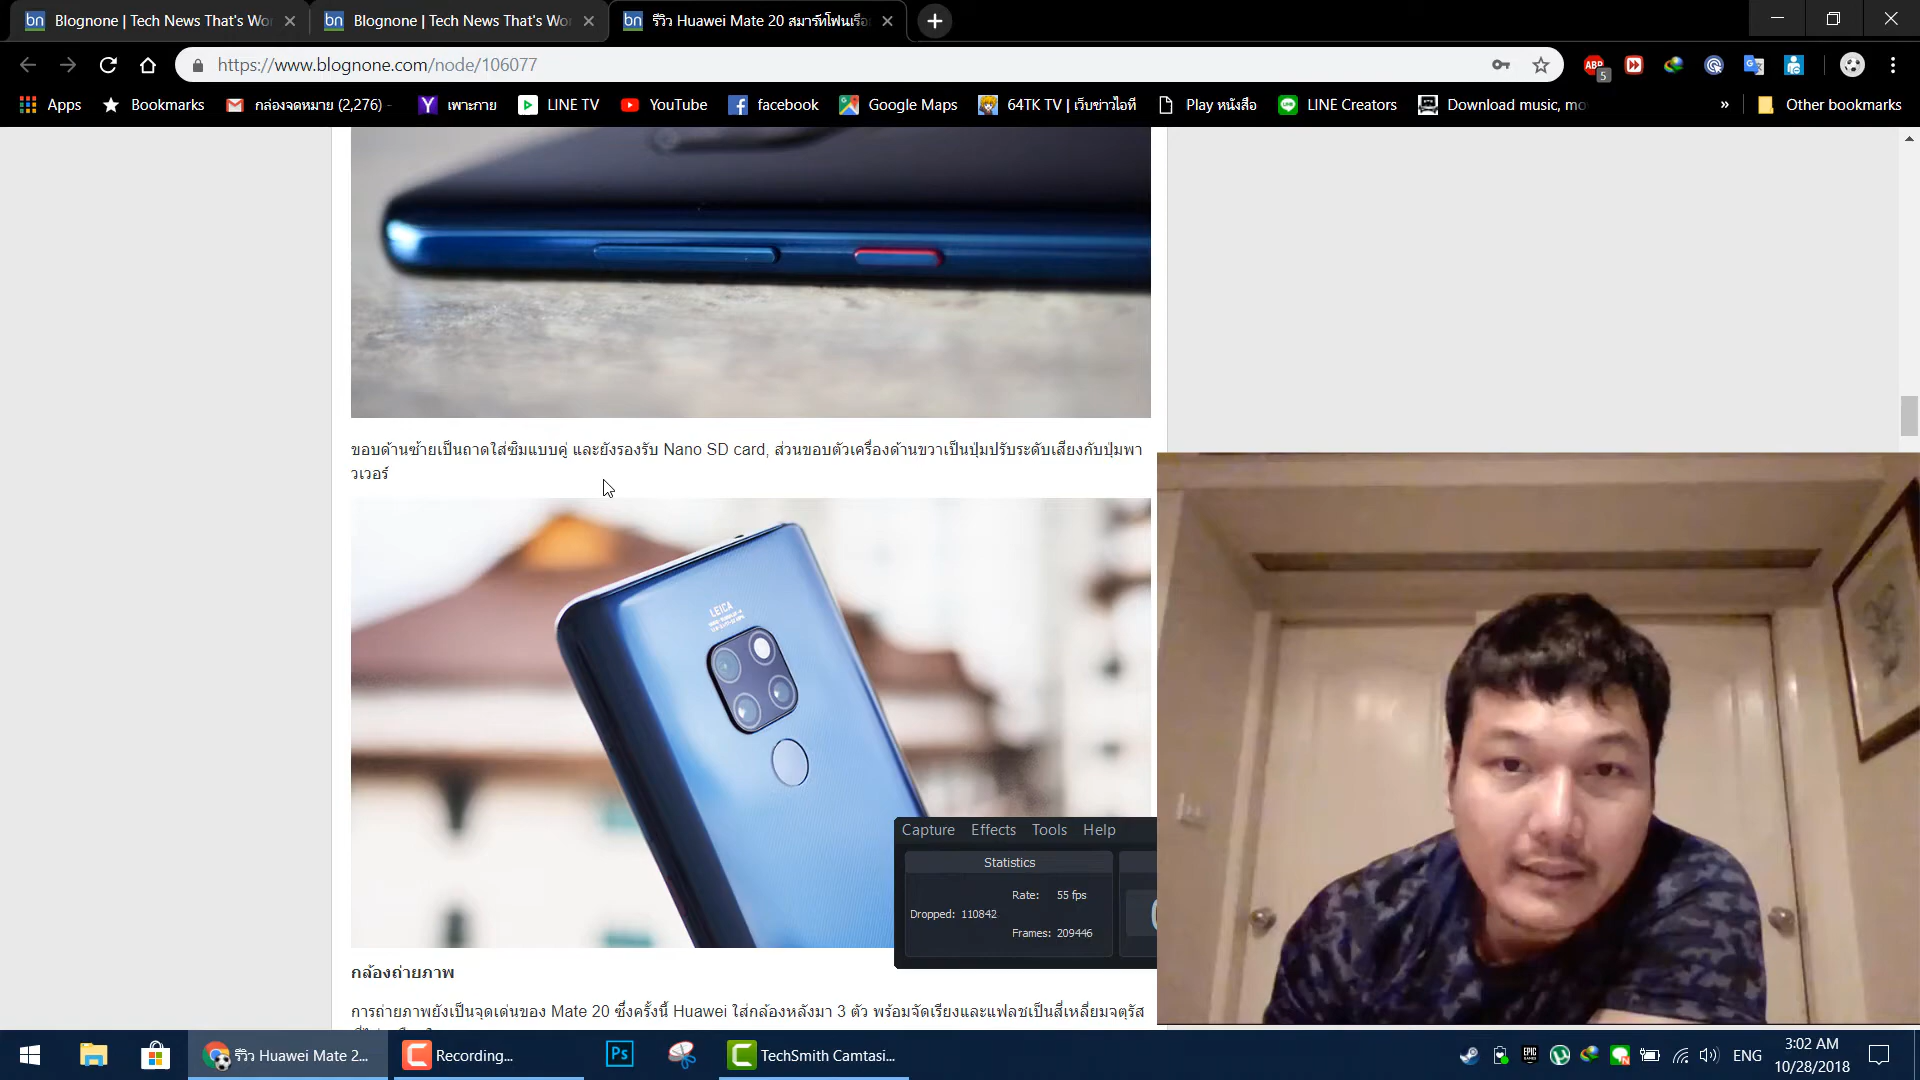 Blognone | Tech News That's Wo
Blognone | Tech News That's Wo
รีวิว Huawei Mate 20 สมาร์ทโฟนเรือ
https://www.blognone.com/node/106077
ABP
5
Apps
Bookmarks
กล่องจดหมาย (2,276) -
เพาะกาย
LINE TV
YouTube
facebook
Google Maps
64TK TV | เว็บข่าวไอที
Play หนังสือ
LINE Creators
Download music, mo
»
Other bookmarks
ขอบด้านซ้ายเป็นถาดใส่ซิมแบบคู่ และยังรองรับ Nano SD card, ส่วนขอบตัวเครื่องด้านขวาเป็นปุ่มปรับระดับเสียงกับปุ่มพา
วเวอร์
LEICA
Capture Effects Tools Help
Statistics
Rate: 55 fps
Dropped: 110842
Frames: 209446
กล้องถ่ายภาพ
การถ่ายภาพยังเป็นจุดเด่นของ Mate 20 ซึ่งครั้งนี้ Huawei ใส่กล้องหลังมา 3 ตัว พร้อมจัดเรียงและแฟลชเป็นสี่เหลี่ยมจตุรัส
รีวิว Huawei Mate 2...
Recording...
Ps
TechSmith Camtasi...
EPIC
ENG
3:02 AM
10/28/2018